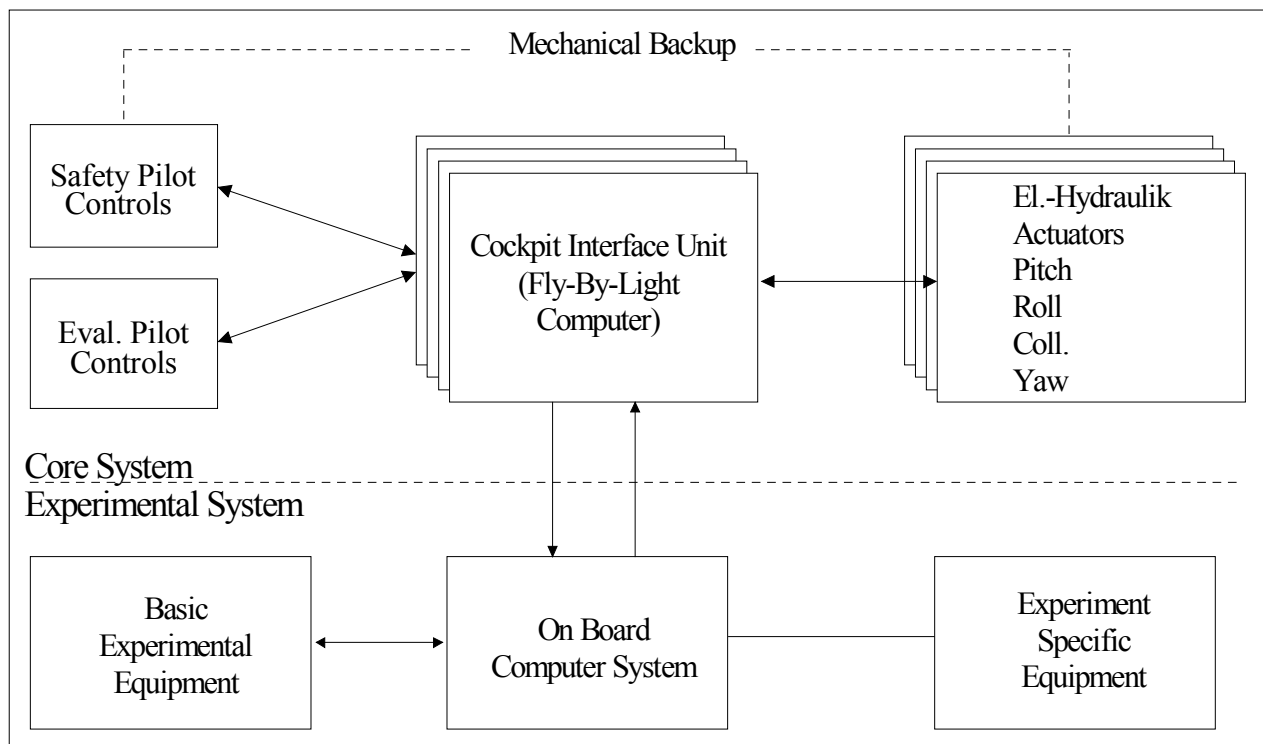 Mechanical Backup
Safety Pilot
Controls
Eval. Pilot
Controls
Cockpit Interface Unit
(Fly-By-Light
Computer)
El.-Hydraulik
Actuators
Pitch
Roll
Coll.
Yaw
Core System
Experimental System
Basic
Experimental
Equipment
On Board
Computer System
Experiment
Specific
Equipment